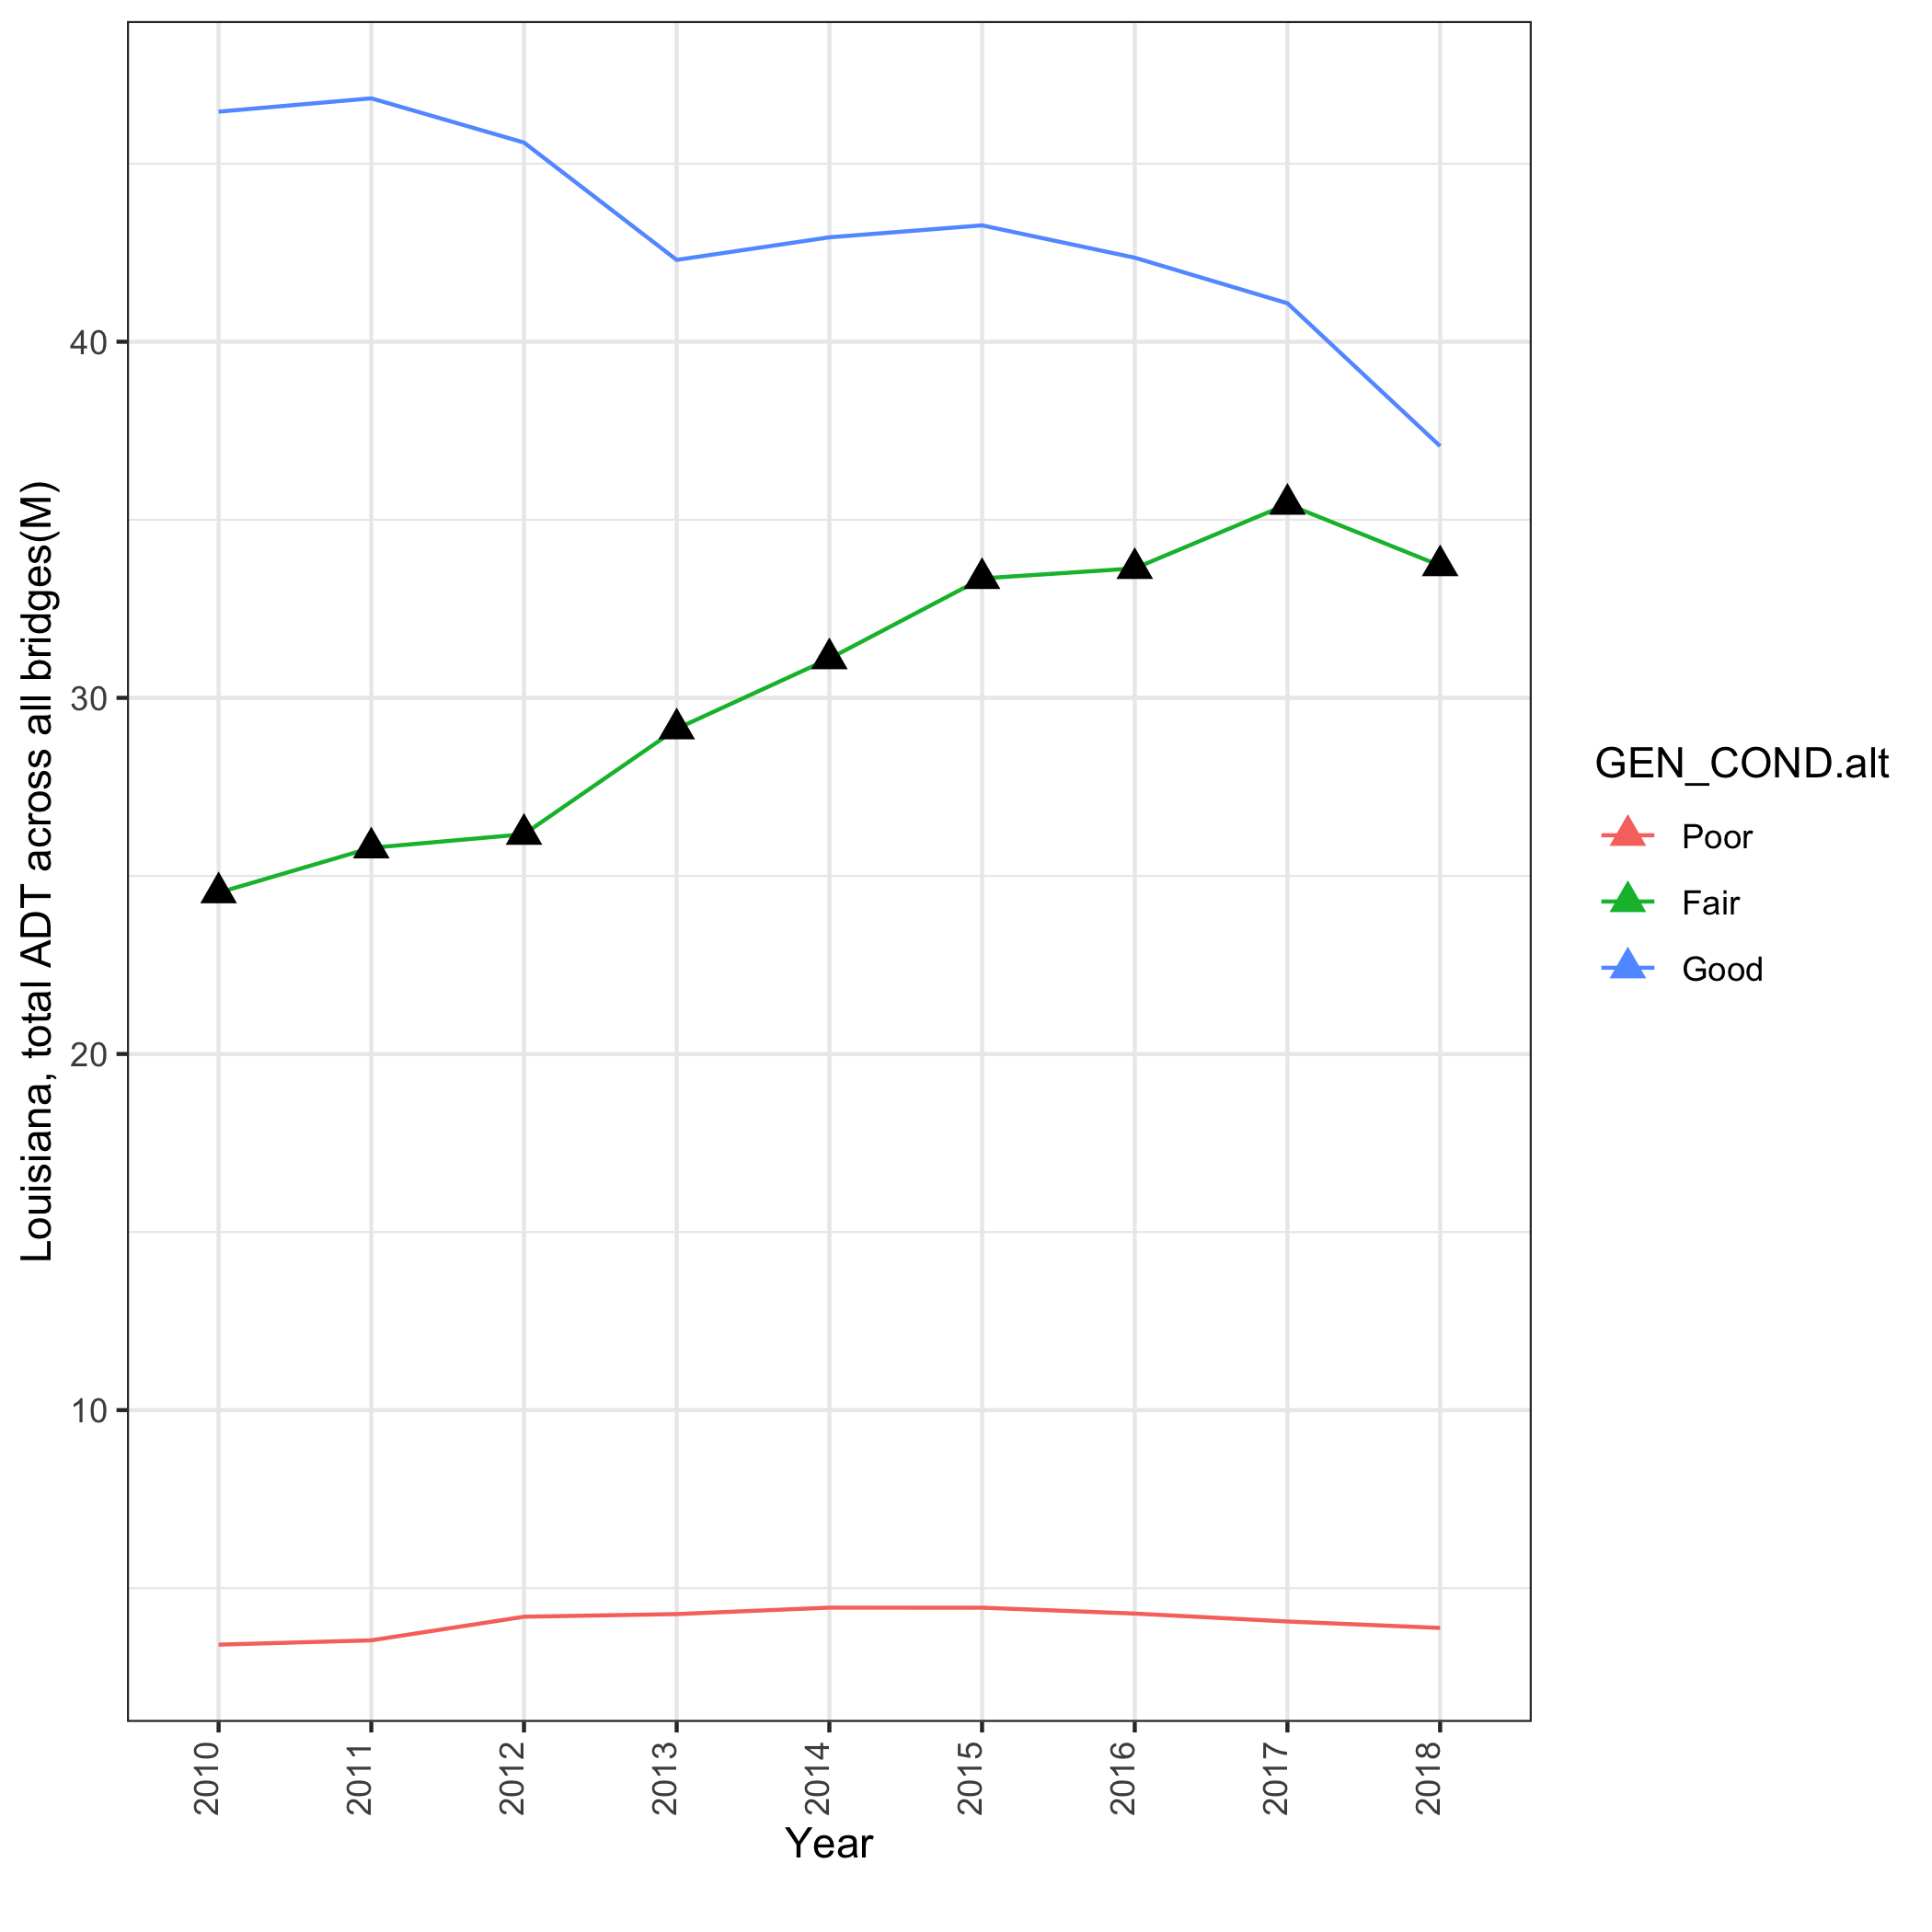 Louisiana, total ADT across all bridges(M)
40
30
20
10
2010
2011
2012
2013
2014
2015
2016
2017
2018
Year
GEN_COND.alt
Poor
Fair
Good